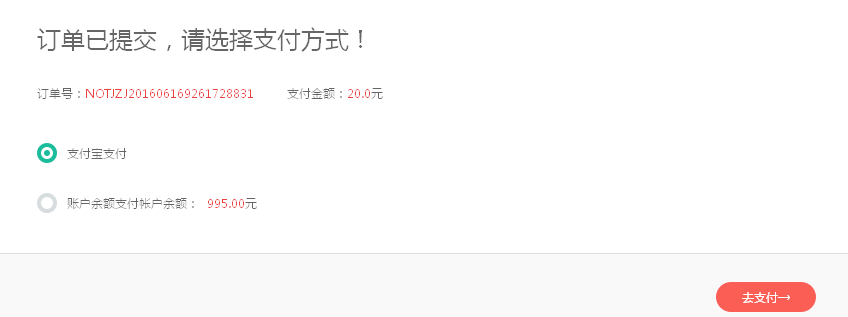 订单已提交，请选择支付方式！
订单号：NOTJZJ201606169261728831 支付金额：20.0元
支付宝支付
账户余额支付帐户余额： 995.00元
去支付→